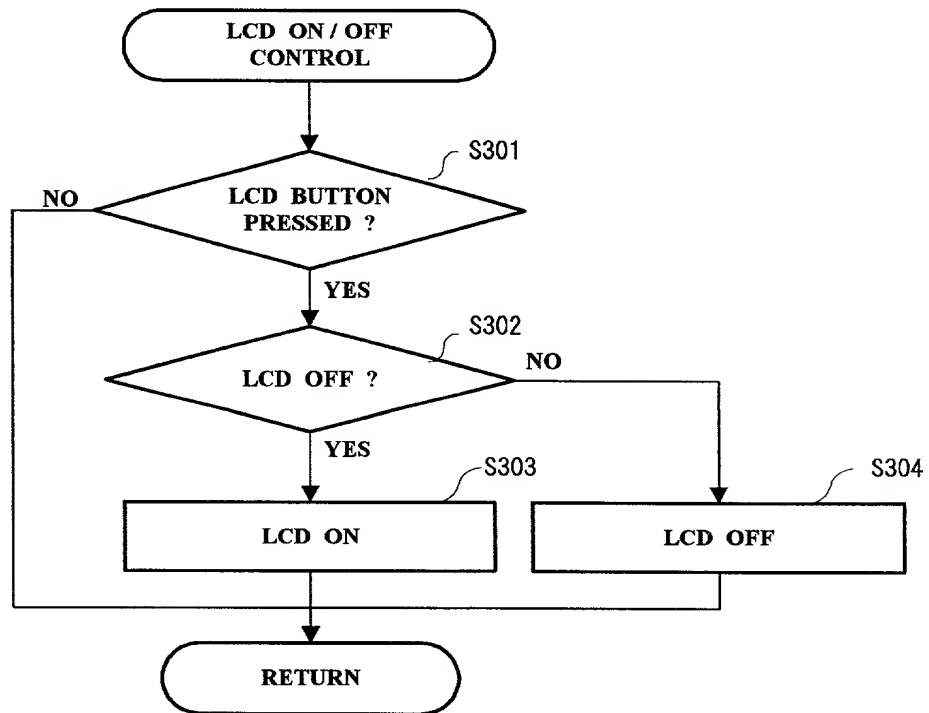 LCD ON / OFF
CONTROL
S301
NO
LCD BUTTON
PRESSED ?
YES
S302
LCD OFF ?
NO
YES
S303
S304
LCD ON
LCD OFF
RETURN